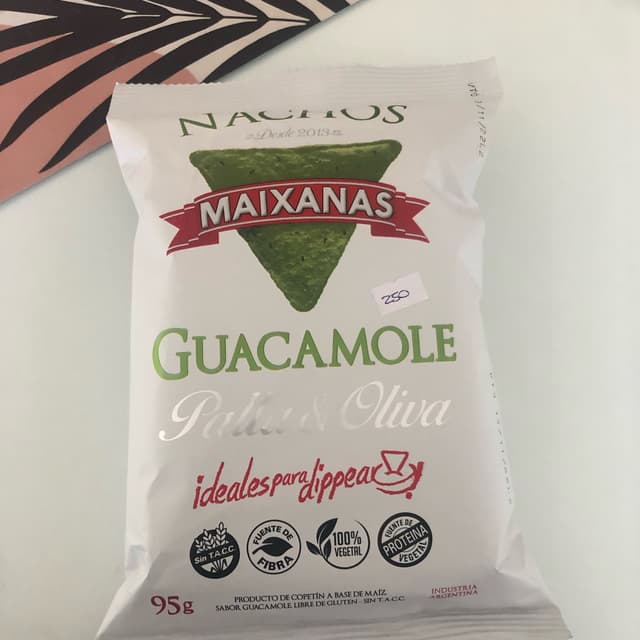 NACHOS
Desde 2013
MAIXANAS
250
GUACAMOLE
Palta & Oliva
ideales para dippear
Sin T.A.C.C.
FUENTE DE
FIBRA
100%
VEGETAL
FUENTE DE
PROTEINA
VEGETAL
95g
PRODUCTO DE COPETÍN A BASE DE MAÍZ
SABOR GUACAMOLE. LIBRE DE GLUTEN - SIN T.A.C.C.
INDUSTRIA
ARGENTINA